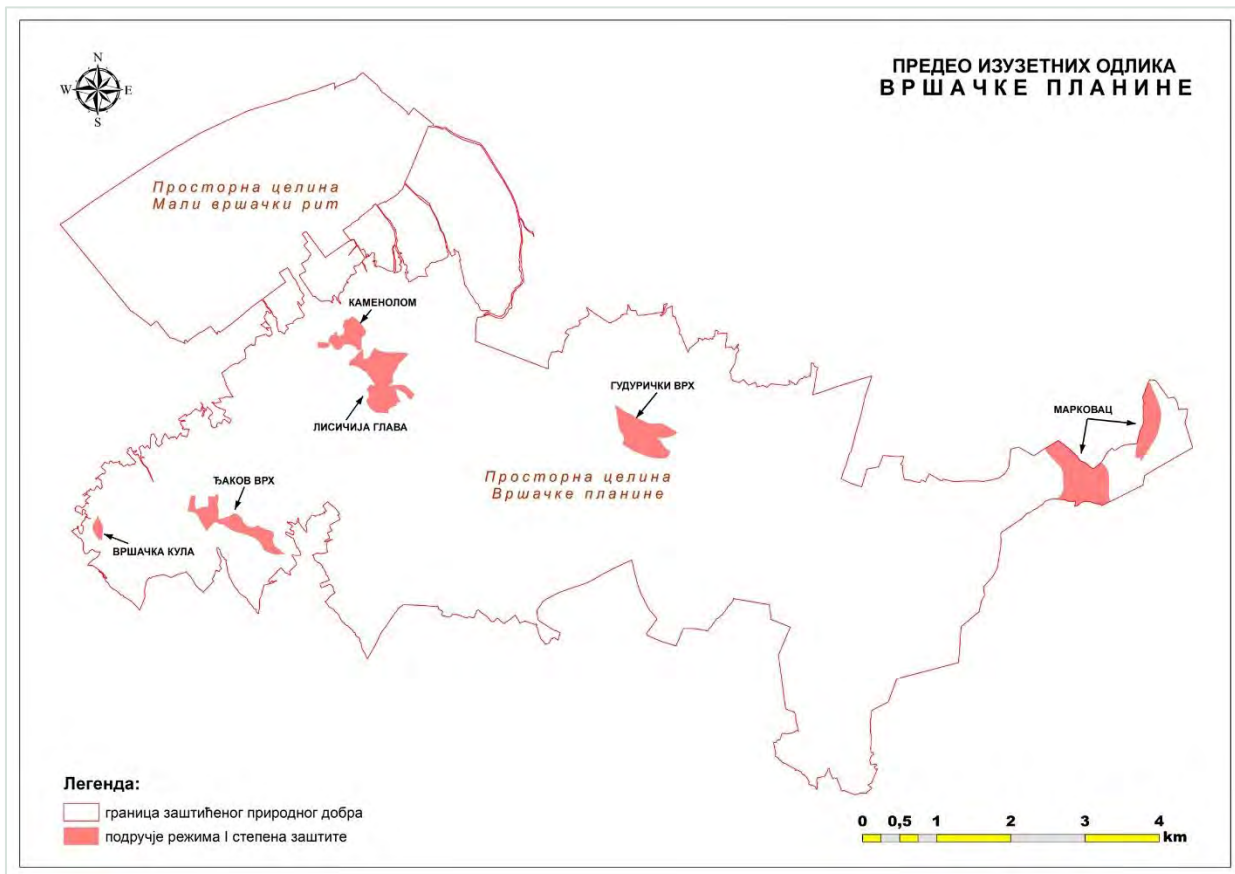 ПРЕДЕО ИЗУЗЕТНИХ ОДЛИКА
ВРШАЧКЕ ПЛАНИНЕ
N
W E
S
Просторна целина
Мали вршачки рит
КАМЕНОЛОМ
ЛИСИЧИЈА ГЛАВА
ГУДУРИЧКИ ВРХ
МАРКОВАЦ
Просторна целина
Вршачке планине
ЂАКОВ ВРХ
ВРШАЧКА КУЛА
Легенда:
граница заштићеног природног добра
подручје режима I степена заштите
0 0,5 1 2 3 4
km